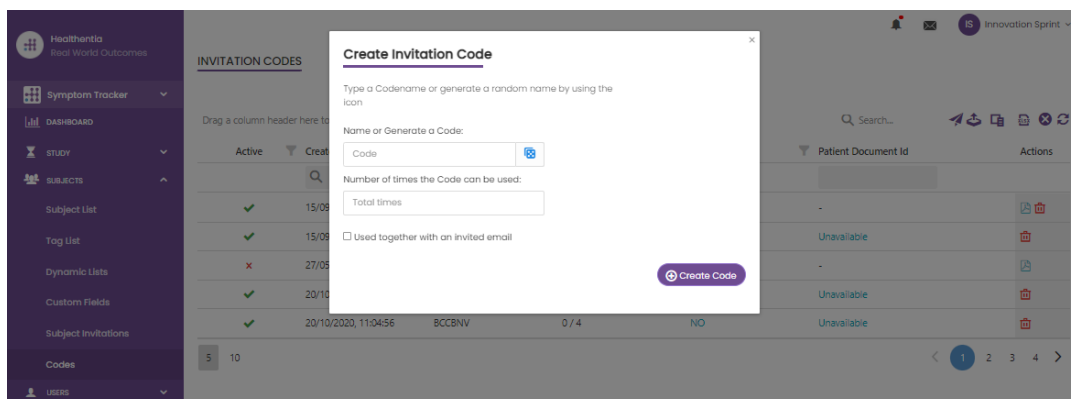 Healthentia
Real World Outcomes
IS Innovation Sprint
INVITATION CODES
Symptom Tracker
DASHBOARD
STUDY
SUBJECTS
Subject List
Tag List
Dynamic Lists
Custom Fields
Subject Invitations
Codes
USERS
Create Invitation Code
×
Type a Codename or generate a random name by using the
icon
Name or Generate a Code:
Code
Number of times the Code can be used:
Total times
Used together with an invited email
Create Code
Drag a column header here to
Search...
Active Creat Patient Document Id Actions
15/09 -
15/09 Unavailable
27/05 -
20/10 Unavailable
20/10/2020, 11:04:56 BCCBNV 0 / 4 NO Unavailable
5 10
1 2 3 4